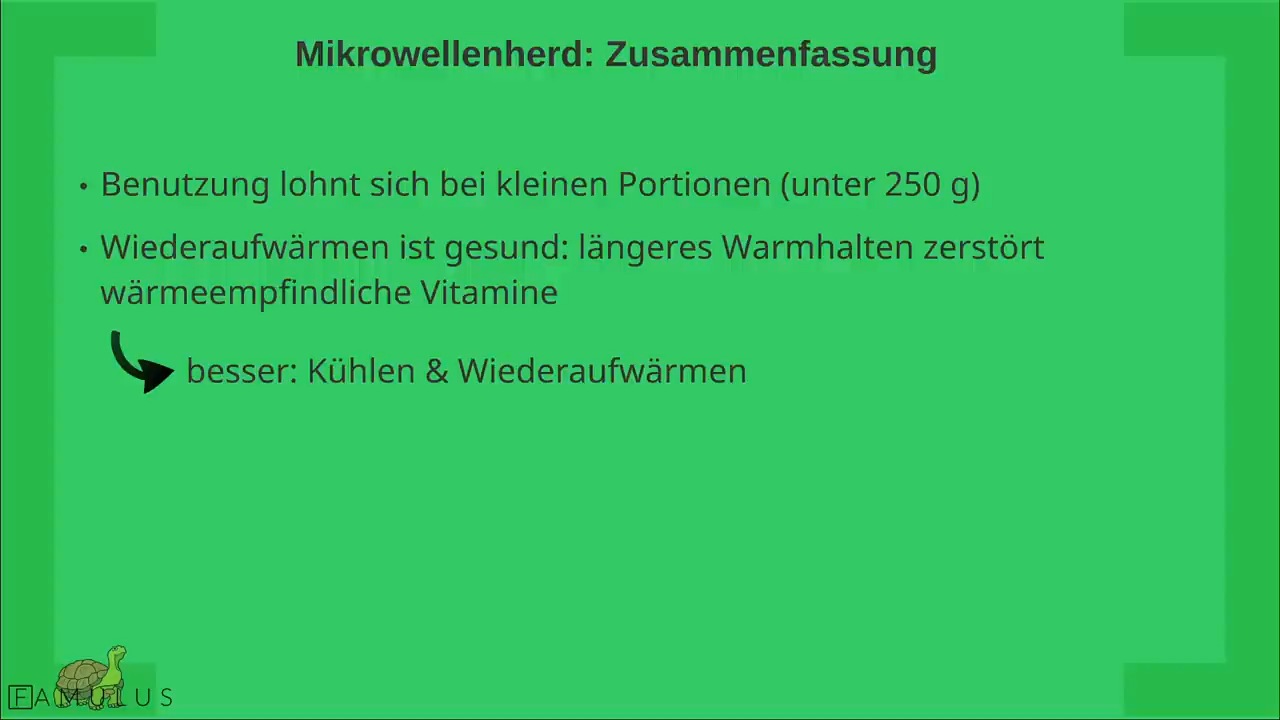 Mikrowellenherd: Zusammenfassung
• Benutzung lohnt sich bei kleinen Portionen (unter 250 g)
• Wiederaufwärmen ist gesund: längeres Warmhalten zerstört
wärmeempfindliche Vitamine
besser: Kühlen & Wiederaufwärmen
FAMULUS